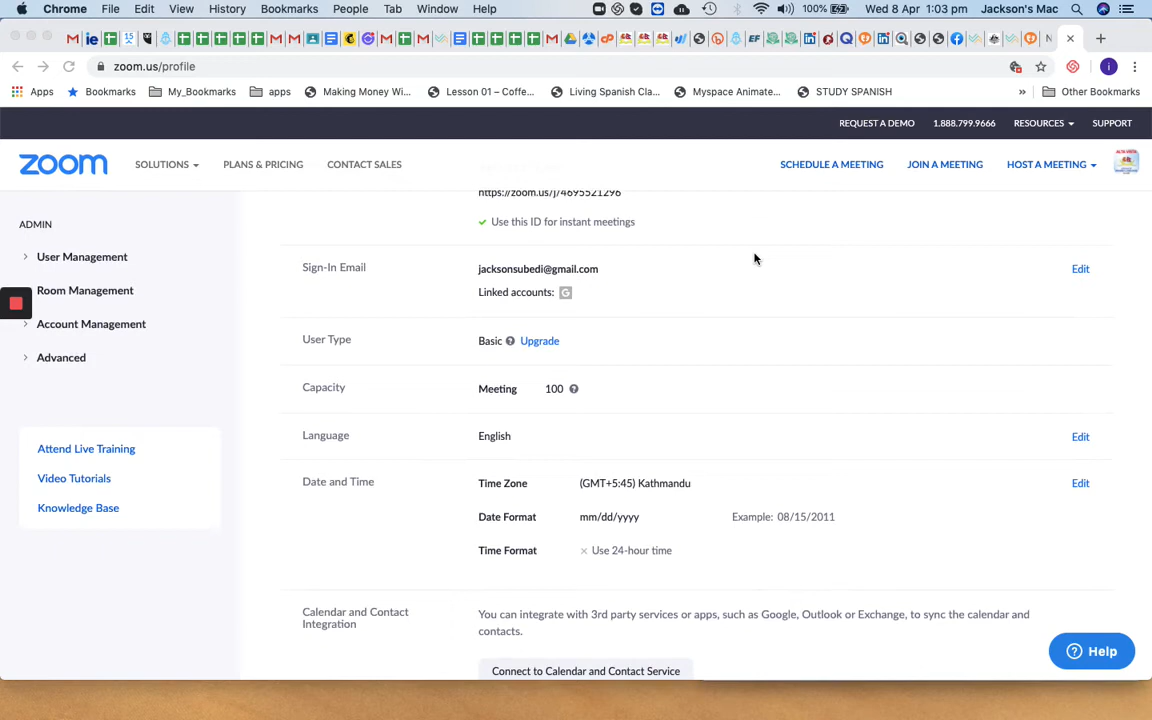 Chrome File Edit View History Bookmarks People Tab Window Help 100% Wed 8 Apr 1:03 pm Jackson's Mac
zoom.us/profile
Apps Bookmarks My_Bookmarks apps Making Money Wi... Lesson 01 – Coffe... Living Spanish Cla... Myspace Animate... STUDY SPANISH » Other Bookmarks
REQUEST A DEMO 1.888.799.9666 RESOURCES SUPPORT
zoom SOLUTIONS PLANS & PRICING CONTACT SALES SCHEDULE A MEETING JOIN A MEETING HOST A MEETING
https://zoom.us/j/4695521296
Use this ID for instant meetings
ADMIN
User Management
Room Management
Account Management
Advanced
Attend Live Training
Video Tutorials
Knowledge Base
Sign-In Email jacksonsubedi@gmail.com Edit
Linked accounts: G
User Type Basic Upgrade
Capacity Meeting 100
Language English Edit
Date and Time Time Zone (GMT+5:45) Kathmandu Edit
Date Format mm/dd/yyyy Example: 08/15/2011
Time Format Use 24-hour time
Calendar and Contact
Integration
You can integrate with 3rd party services or apps, such as Google, Outlook or Exchange, to sync the calendar and
contacts.
Connect to Calendar and Contact Service
Help